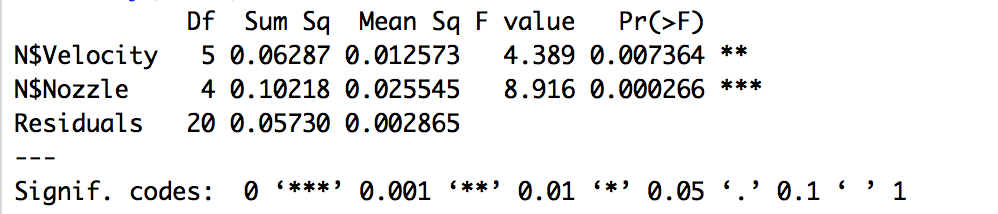 Df Sum Sq Mean Sq F value Pr(>F)
N$Velocity 5 0.06287 0.012573 4.389 0.007364 **
N$Nozzle 4 0.10218 0.025545 8.916 0.000266 ***
Residuals 20 0.05730 0.002865
---
Signif. codes: 0 ‘***’ 0.001 ‘**’ 0.01 ‘*’ 0.05 ‘.’ 0.1 ‘ ’ 1